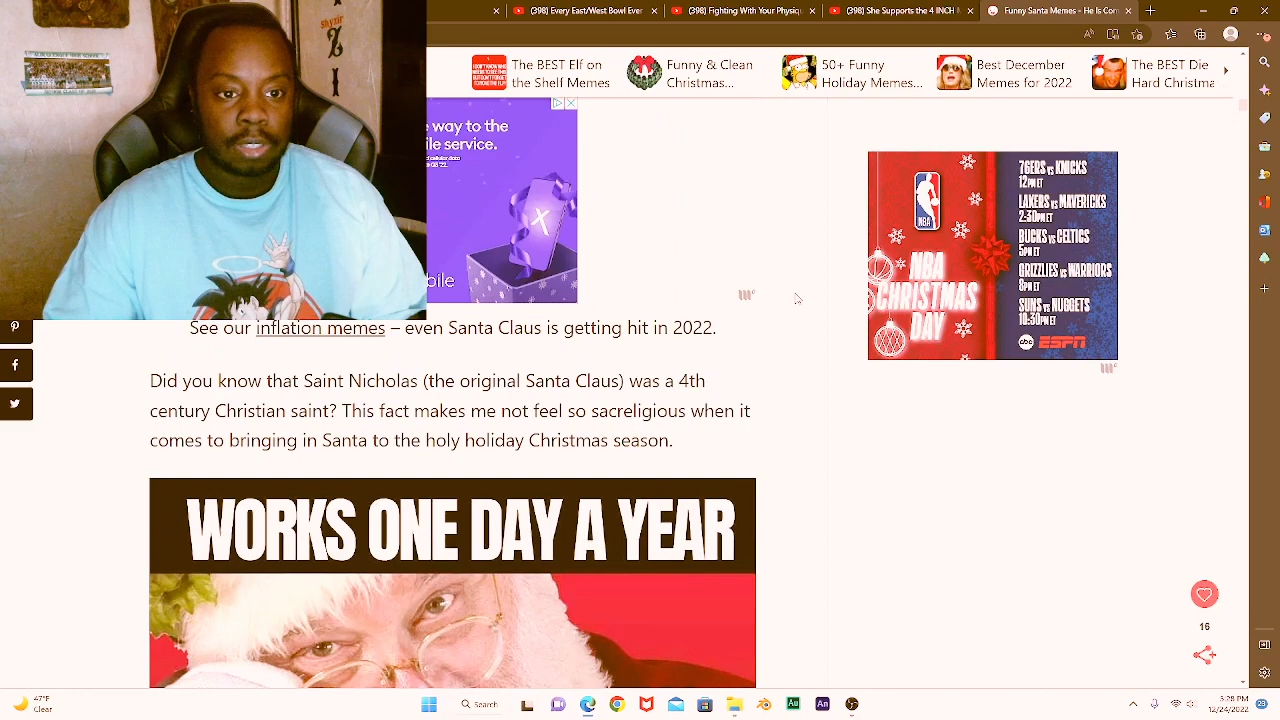 (398) Every East/West Bowl Ever
(398) Fighting With Your Physiqu
(398) She Supports the 4 INCH
Funny Santa Memes - He Is Co
Skyzir
The BEST Elf on
the Shelf Memes
Funny & Clean
Christmas...
50+ Funny
Holiday Memes...
Best December
Memes for 2022
The BEST Die
Hard Christma
e way to the
ile service.
X
bile
NBA
NBA
CHRISTMAS
DAY
76ERS vs KNICKS
12PM ET
LAKERS vs MAVERICKS
2:30PM ET
BUCKS vs CELTICS
5PM ET
GRIZZLIES vs WARRIORS
8PM ET
SUNS vs NUGGETS
10:30PM ET
abc ESPN
See our inflation memes – even Santa Claus is getting hit in 2022.
Did you know that Saint Nicholas (the original Santa Claus) was a 4th
century Christian saint? This fact makes me not feel so sacreligious when it
comes to bringing in Santa to the holy holiday Christmas season.
WORKS ONE DAY A YEAR
16
47°F
Clear
Search
Au
An
12/24/2022